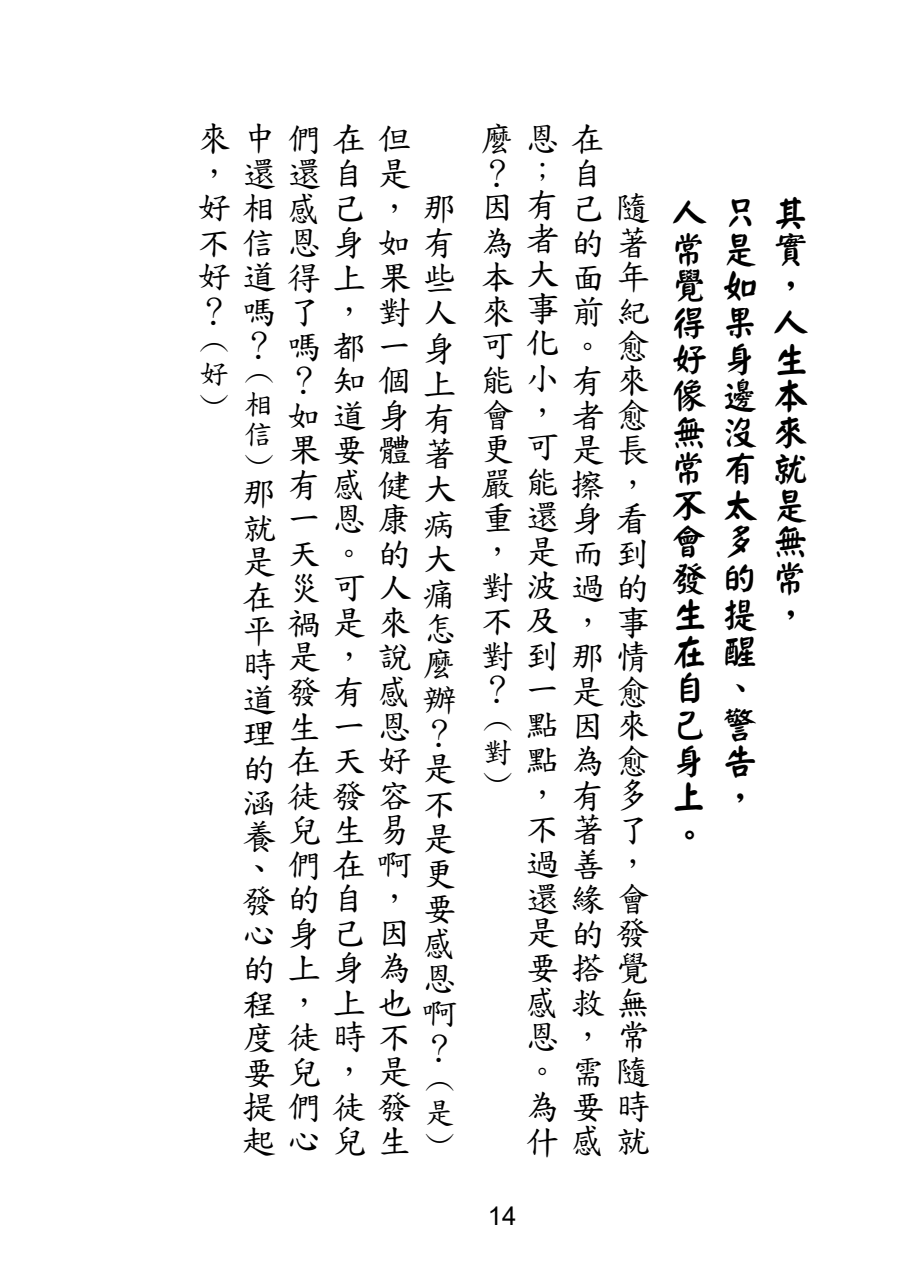 其實，人生本來就是無常，
只是如果身邊沒有太多的提醒、警告，
人常覺得好像無常不會發生在自己身上。
隨著年紀愈來愈長，看到的事情愈來愈多了，會發覺無常隨時就
在自己的面前。有者是擦身而過，那是因為有著善緣的搭救，需要感
恩；有者大事化小，可能還是波及到一點點，不過還是要感恩。為什
麼？因為本來可能會更嚴重，對不對？（對）
那有些人身上有著大病大痛怎麼辦？是不是更要感恩啊？（是）
但是，如果對一個身體健康的人來說感恩好容易啊，因為也不是發生
在自己身上，都知道要感恩。可是，有一天發生在自己身上時，徒兒
們還感恩得了嗎？如果有一天災禍是發生在徒兒們的身上，徒兒們心
中還相信道嗎？（相信）那就是在平時道理的涵養、發心的程度要提起
來，好不好？（好）
14